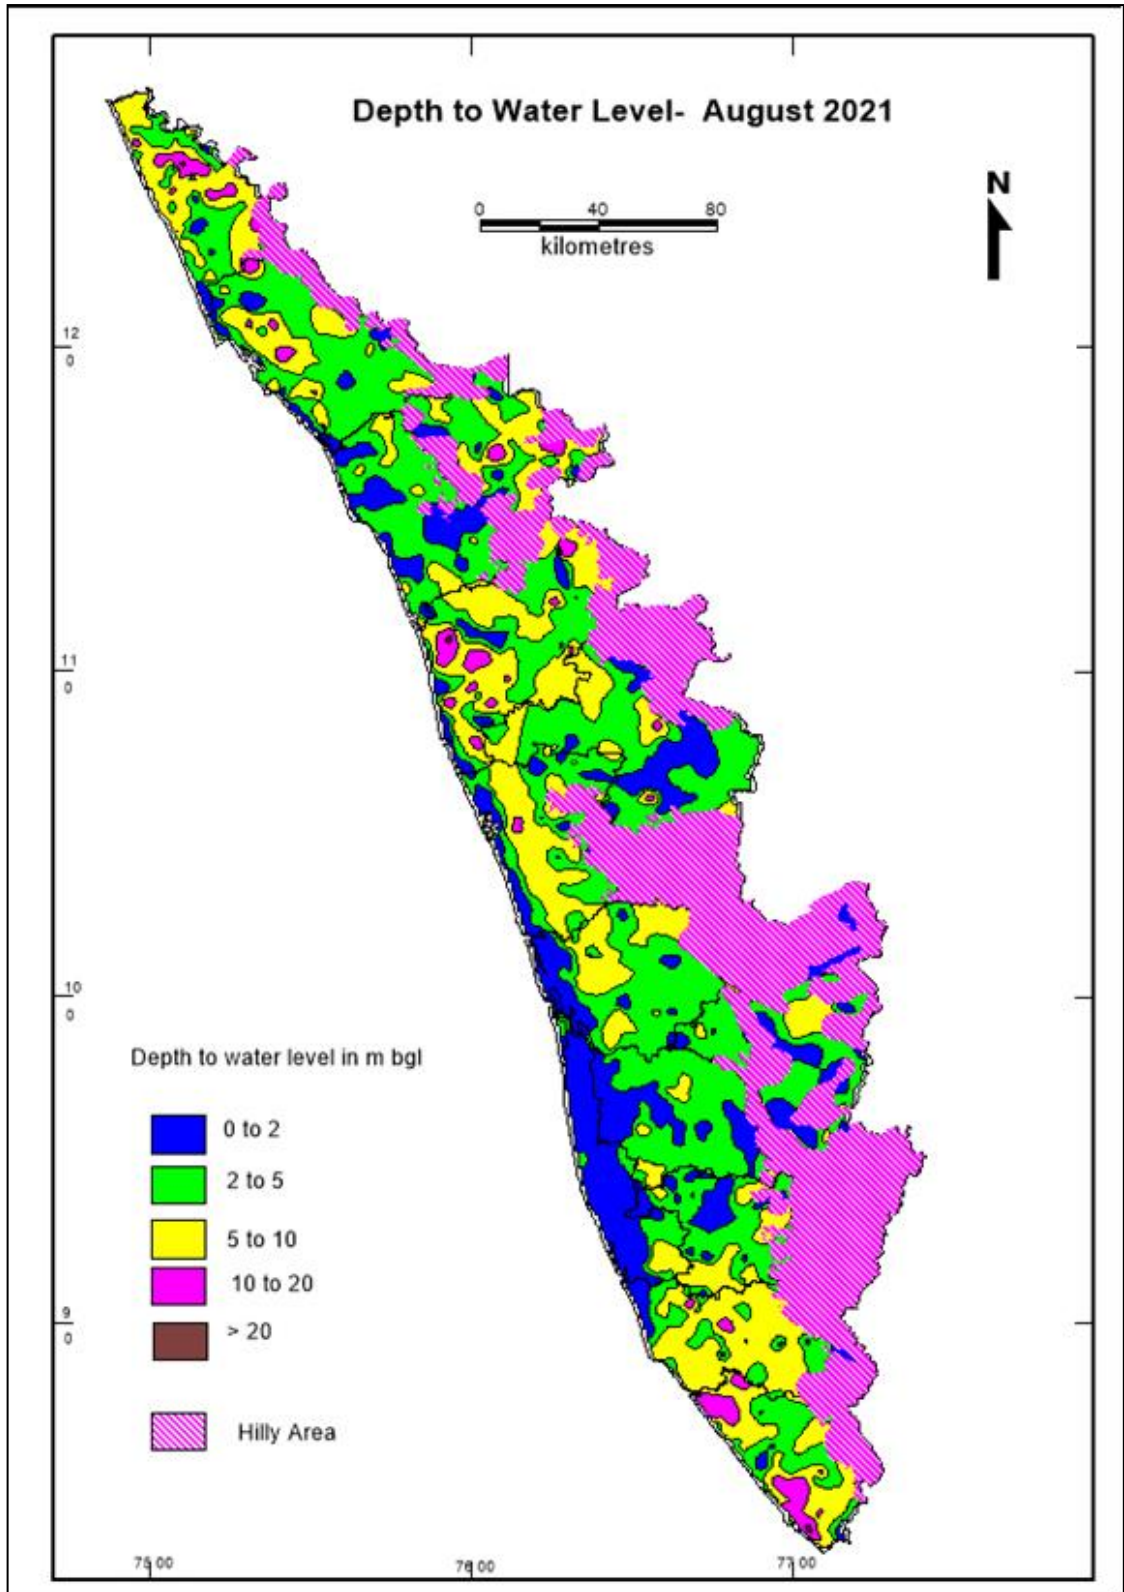 Depth to Water Level- August 2021
N
0 40 80
kilometres
12
0
11
0
10
0
Depth to water level in m bgl
0 to 2
2 to 5
5 to 10
10 to 20
> 20
9
0
Hilly Area
75 00 76 00 77 00